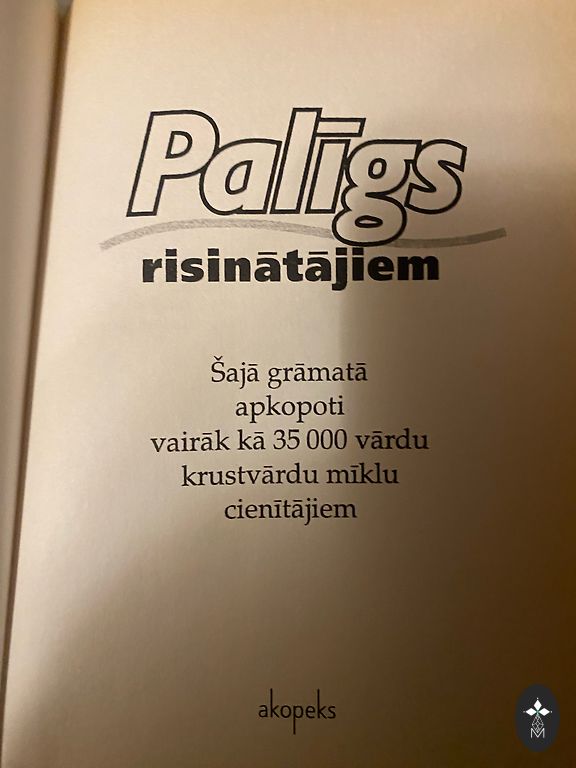 Palīgs
risinātājiem
Šajā grāmatā
apkopoti
vairāk kā 35 000 vārdu
krustvārdu mīklu
cienītājiem
akopeks
M